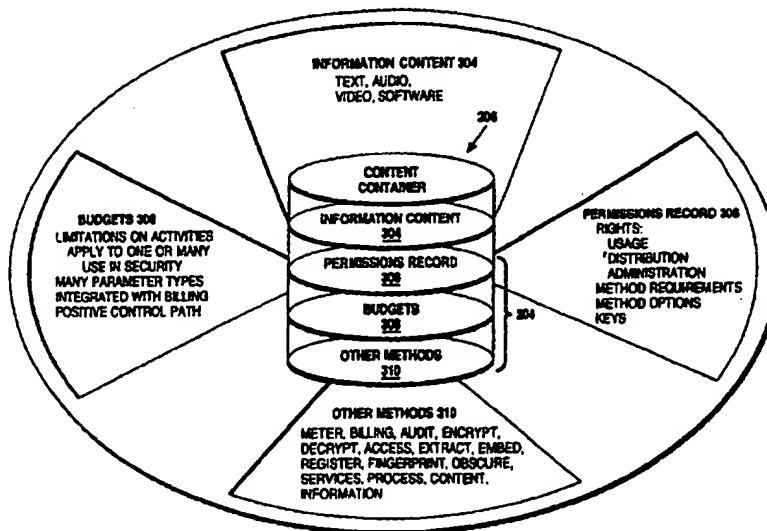 INFORMATION CONTENT 304
TEXT, AUDIO,
VIDEO, SOFTWARE
CONTENT
CONTAINER
INFORMATION CONTENT
304
PERMISSIONS RECORD
BUDGETS
308
OTHER METHODS
310
204
BUDGETS 308
LIMITATIONS ON ACTIVITIES
APPLY TO ONE OR MANY
USE IN SECURITY
MANY PARAMETER TYPES
INTEGRATED WITH BILLING
POSITIVE CONTROL PATH
PERMISSIONS RECORD
RIGHTS:
USAGE
DISTRIBUTION
ADMINISTRATION
METHOD REQUIREMENTS
METHOD OPTIONS
KEYS
OTHER METHODS 310
METER, BILLING, AUDIT, ENCRYPT,
DECRYPT, ACCESS, EXTRACT, EMBED,
REGISTER, FINGERPRINT, OBSCURE,
SERVICES, PROCESS, CONTENT,
INFORMATION